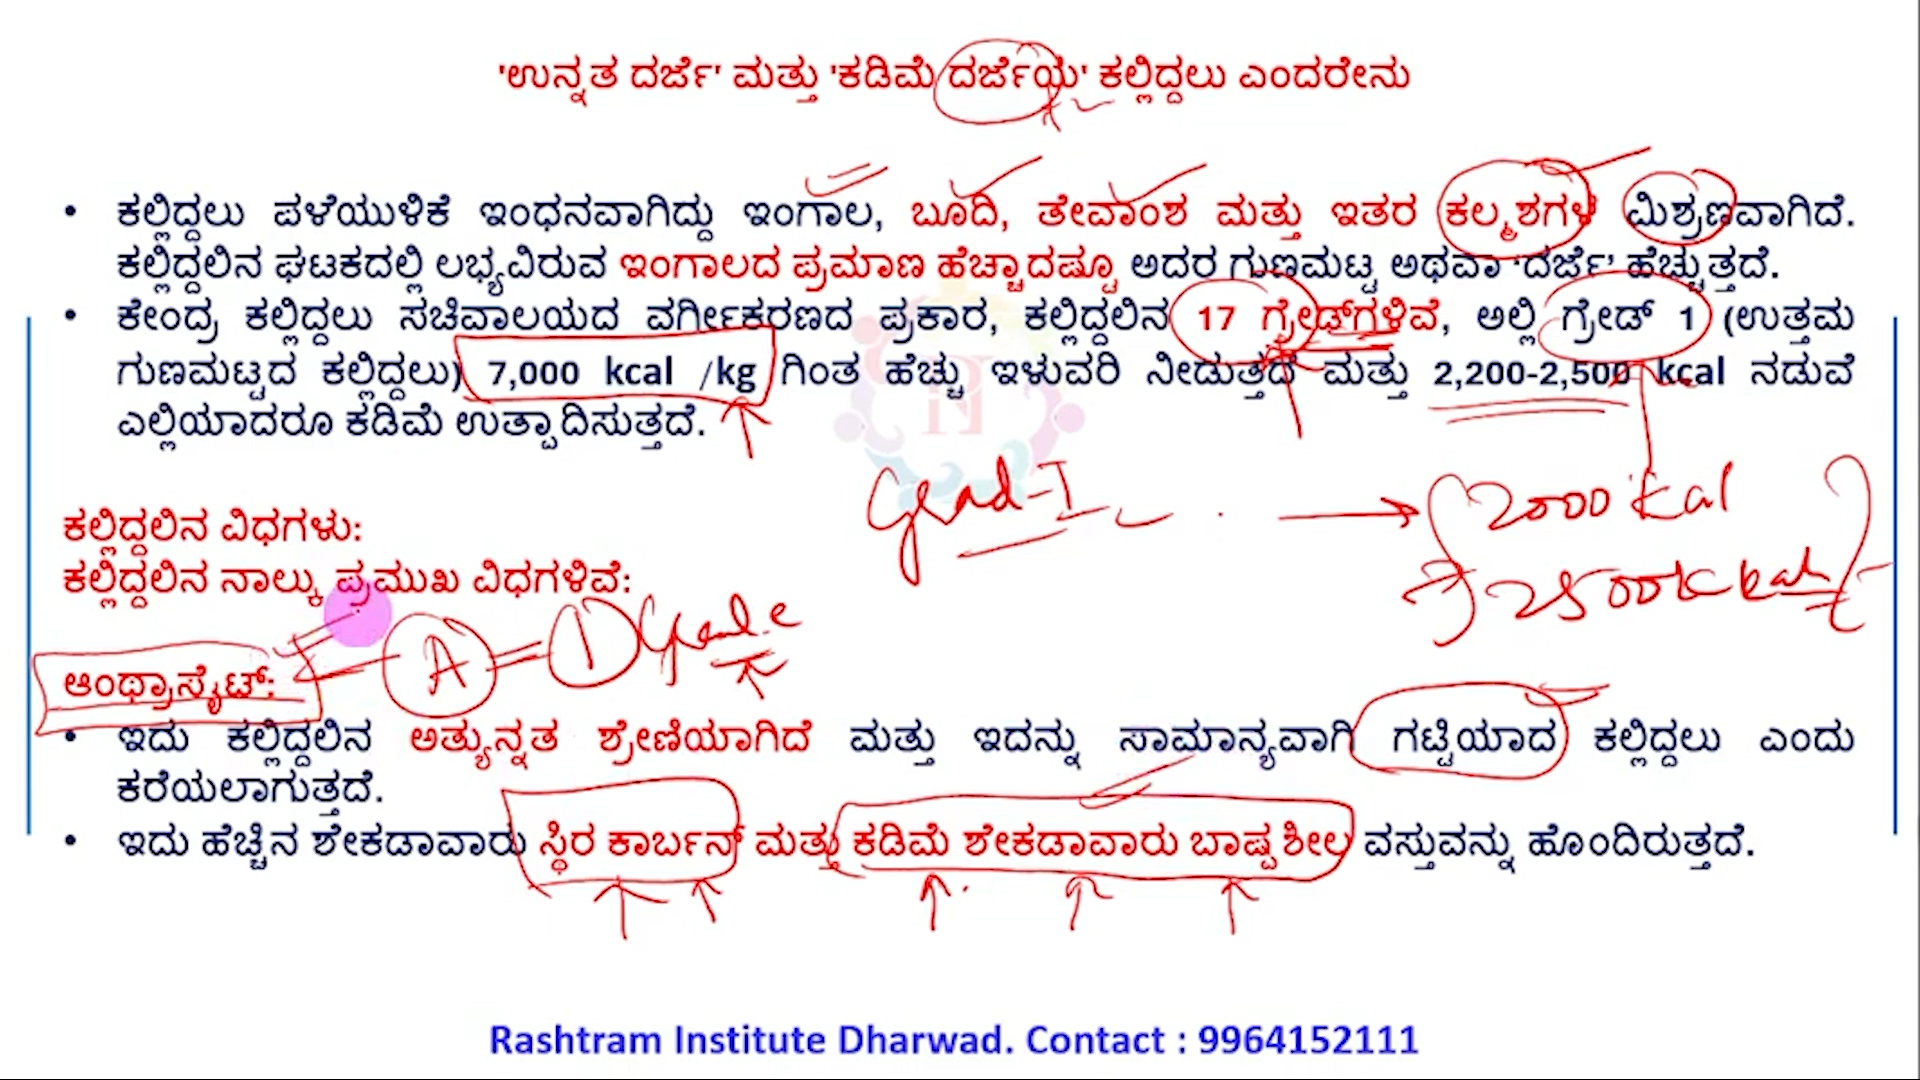 'ಉನ್ನತ ದರ್ಜೆ' ಮತ್ತು 'ಕಡಿಮೆ ದರ್ಜೆಯ' ಕಲ್ಲಿದ್ದಲು ಎಂದರೇನು
• ಕಲ್ಲಿದ್ದಲು ಪಳೆಯುಳಿಕೆ ಇಂಧನವಾಗಿದ್ದು ಇಂಗಾಲ, ಬೂದಿ, ತೇವಾಂಶ ಮತ್ತು ಇತರ ಕಲ್ಮಶಗಳ ಮಿಶ್ರಣವಾಗಿದೆ.
ಕಲ್ಲಿದ್ದಲಿನ ಘಟಕದಲ್ಲಿ ಲಭ್ಯವಿರುವ ಇಂಗಾಲದ ಪ್ರಮಾಣ ಹೆಚ್ಚಾದಷ್ಟೂ ಅದರ ಗುಣಮಟ್ಟ ಅಥವಾ 'ದರ್ಜೆ' ಹೆಚ್ಚುತ್ತದೆ.
• ಕೇಂದ್ರ ಕಲ್ಲಿದ್ದಲು ಸಚಿವಾಲಯದ ವರ್ಗೀಕರಣದ ಪ್ರಕಾರ, ಕಲ್ಲಿದ್ದಲಿನ 17 ಗ್ರೇಡ್‌ಗಳಿವೆ, ಅಲ್ಲಿ ಗ್ರೇಡ್ 1 (ಉತ್ತಮ
ಗುಣಮಟ್ಟದ ಕಲ್ಲಿದ್ದಲು) 7,000 kcal /kg ಗಿಂತ ಹೆಚ್ಚು ಇಳುವರಿ ನೀಡುತ್ತದೆ ಮತ್ತು 2,200-2,500 kcal ನಡುವೆ
ಎಲ್ಲಿಯಾದರೂ ಕಡಿಮೆ ಉತ್ಪಾದಿಸುತ್ತದೆ.
Grad-I
2500 kal
ಕಲ್ಲಿದ್ದಲಿನ ವಿಧಗಳು:
ಕಲ್ಲಿದ್ದಲಿನ ನಾಲ್ಕು ಪ್ರಮುಖ ವಿಧಗಳಿವೆ:
ಆಂಥ್ರಾಸೈಟ್: A = 1 Grade
• ಇದು ಕಲ್ಲಿದ್ದಲಿನ ಅತ್ಯುನ್ನತ ಶ್ರೇಣಿಯಾಗಿದೆ ಮತ್ತು ಇದನ್ನು ಸಾಮಾನ್ಯವಾಗಿ ಗಟ್ಟಿಯಾದ ಕಲ್ಲಿದ್ದಲು ಎಂದು
ಕರೆಯಲಾಗುತ್ತದೆ.
• ಇದು ಹೆಚ್ಚಿನ ಶೇಕಡಾವಾರು ಸ್ಥಿರ ಕಾರ್ಬನ್ ಮತ್ತು ಕಡಿಮೆ ಶೇಕಡಾವಾರು ಬಾಷ್ಪಶೀಲ ವಸ್ತುವನ್ನು ಹೊಂದಿರುತ್ತದೆ.
Rashtram Institute Dharwad. Contact : 9964152111